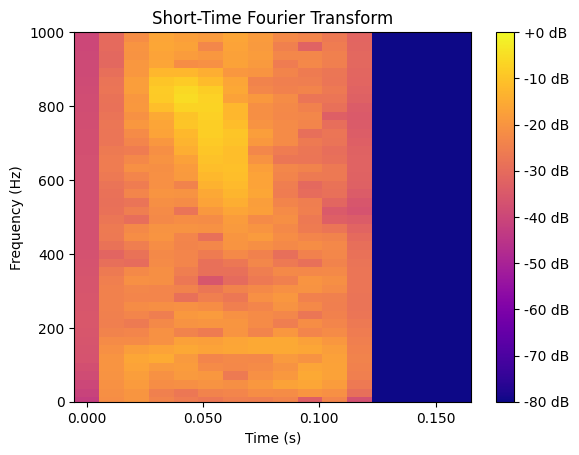 Short-Time Fourier Transform
1000
800
600
400
200
0
Frequency (Hz)
0.000
0.050
0.100
0.150
Time (s)
+0 dB
-10 dB
-20 dB
-30 dB
-40 dB
-50 dB
-60 dB
-70 dB
-80 dB